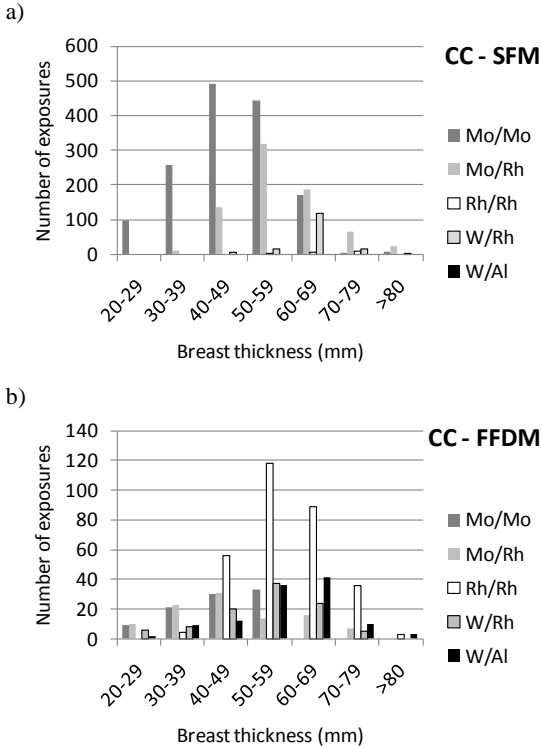 a)
CC - SFM
Number of exposures
600
500
400
300
200
100
0
20-29
30-39
40-49
50-59
60-69
70-79
>80
Breast thickness (mm)
Mo/Mo
Mo/Rh
Rh/Rh
W/Rh
W/Al
b)
CC - FFDM
Number of exposures
140
120
100
80
60
40
20
0
20-29
30-39
40-49
50-59
60-69
70-79
>80
Breast thickness (mm)
Mo/Mo
Mo/Rh
Rh/Rh
W/Rh
W/Al